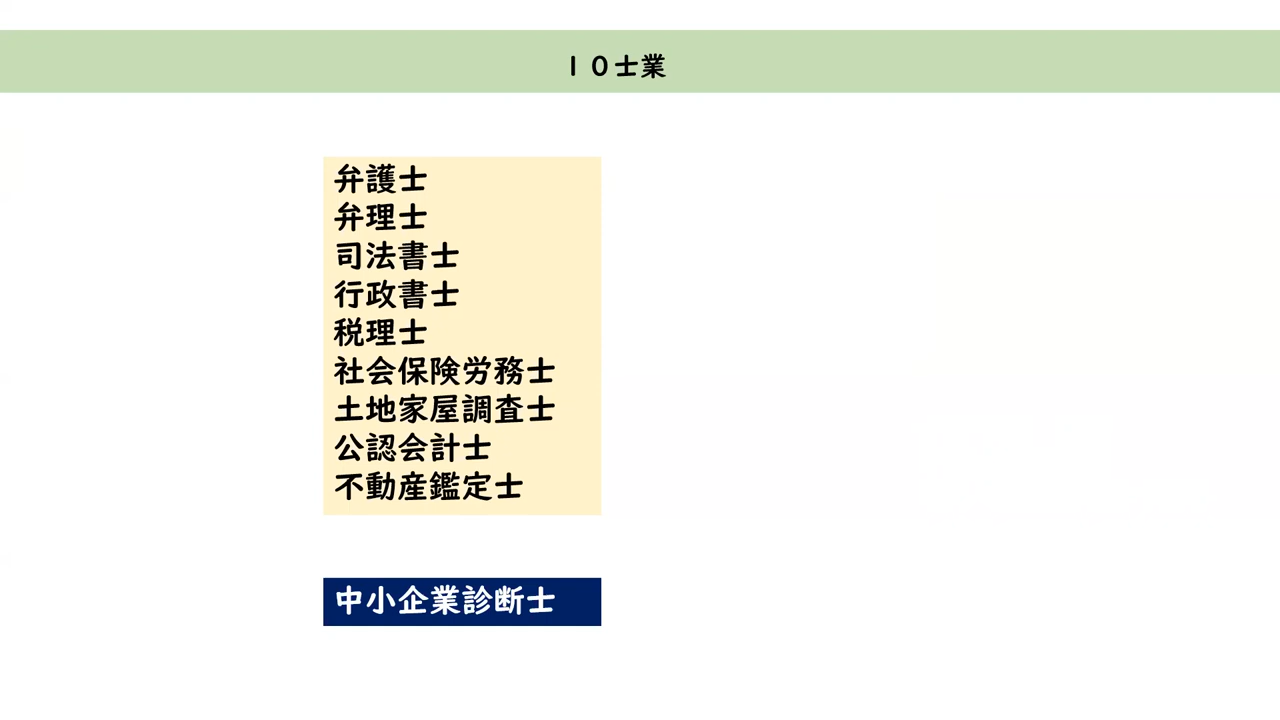 １０士業
弁護士
弁理士
司法書士
行政書士
税理士
社会保険労務士
土地家屋調査士
公認会計士
不動産鑑定士
中小企業診断士